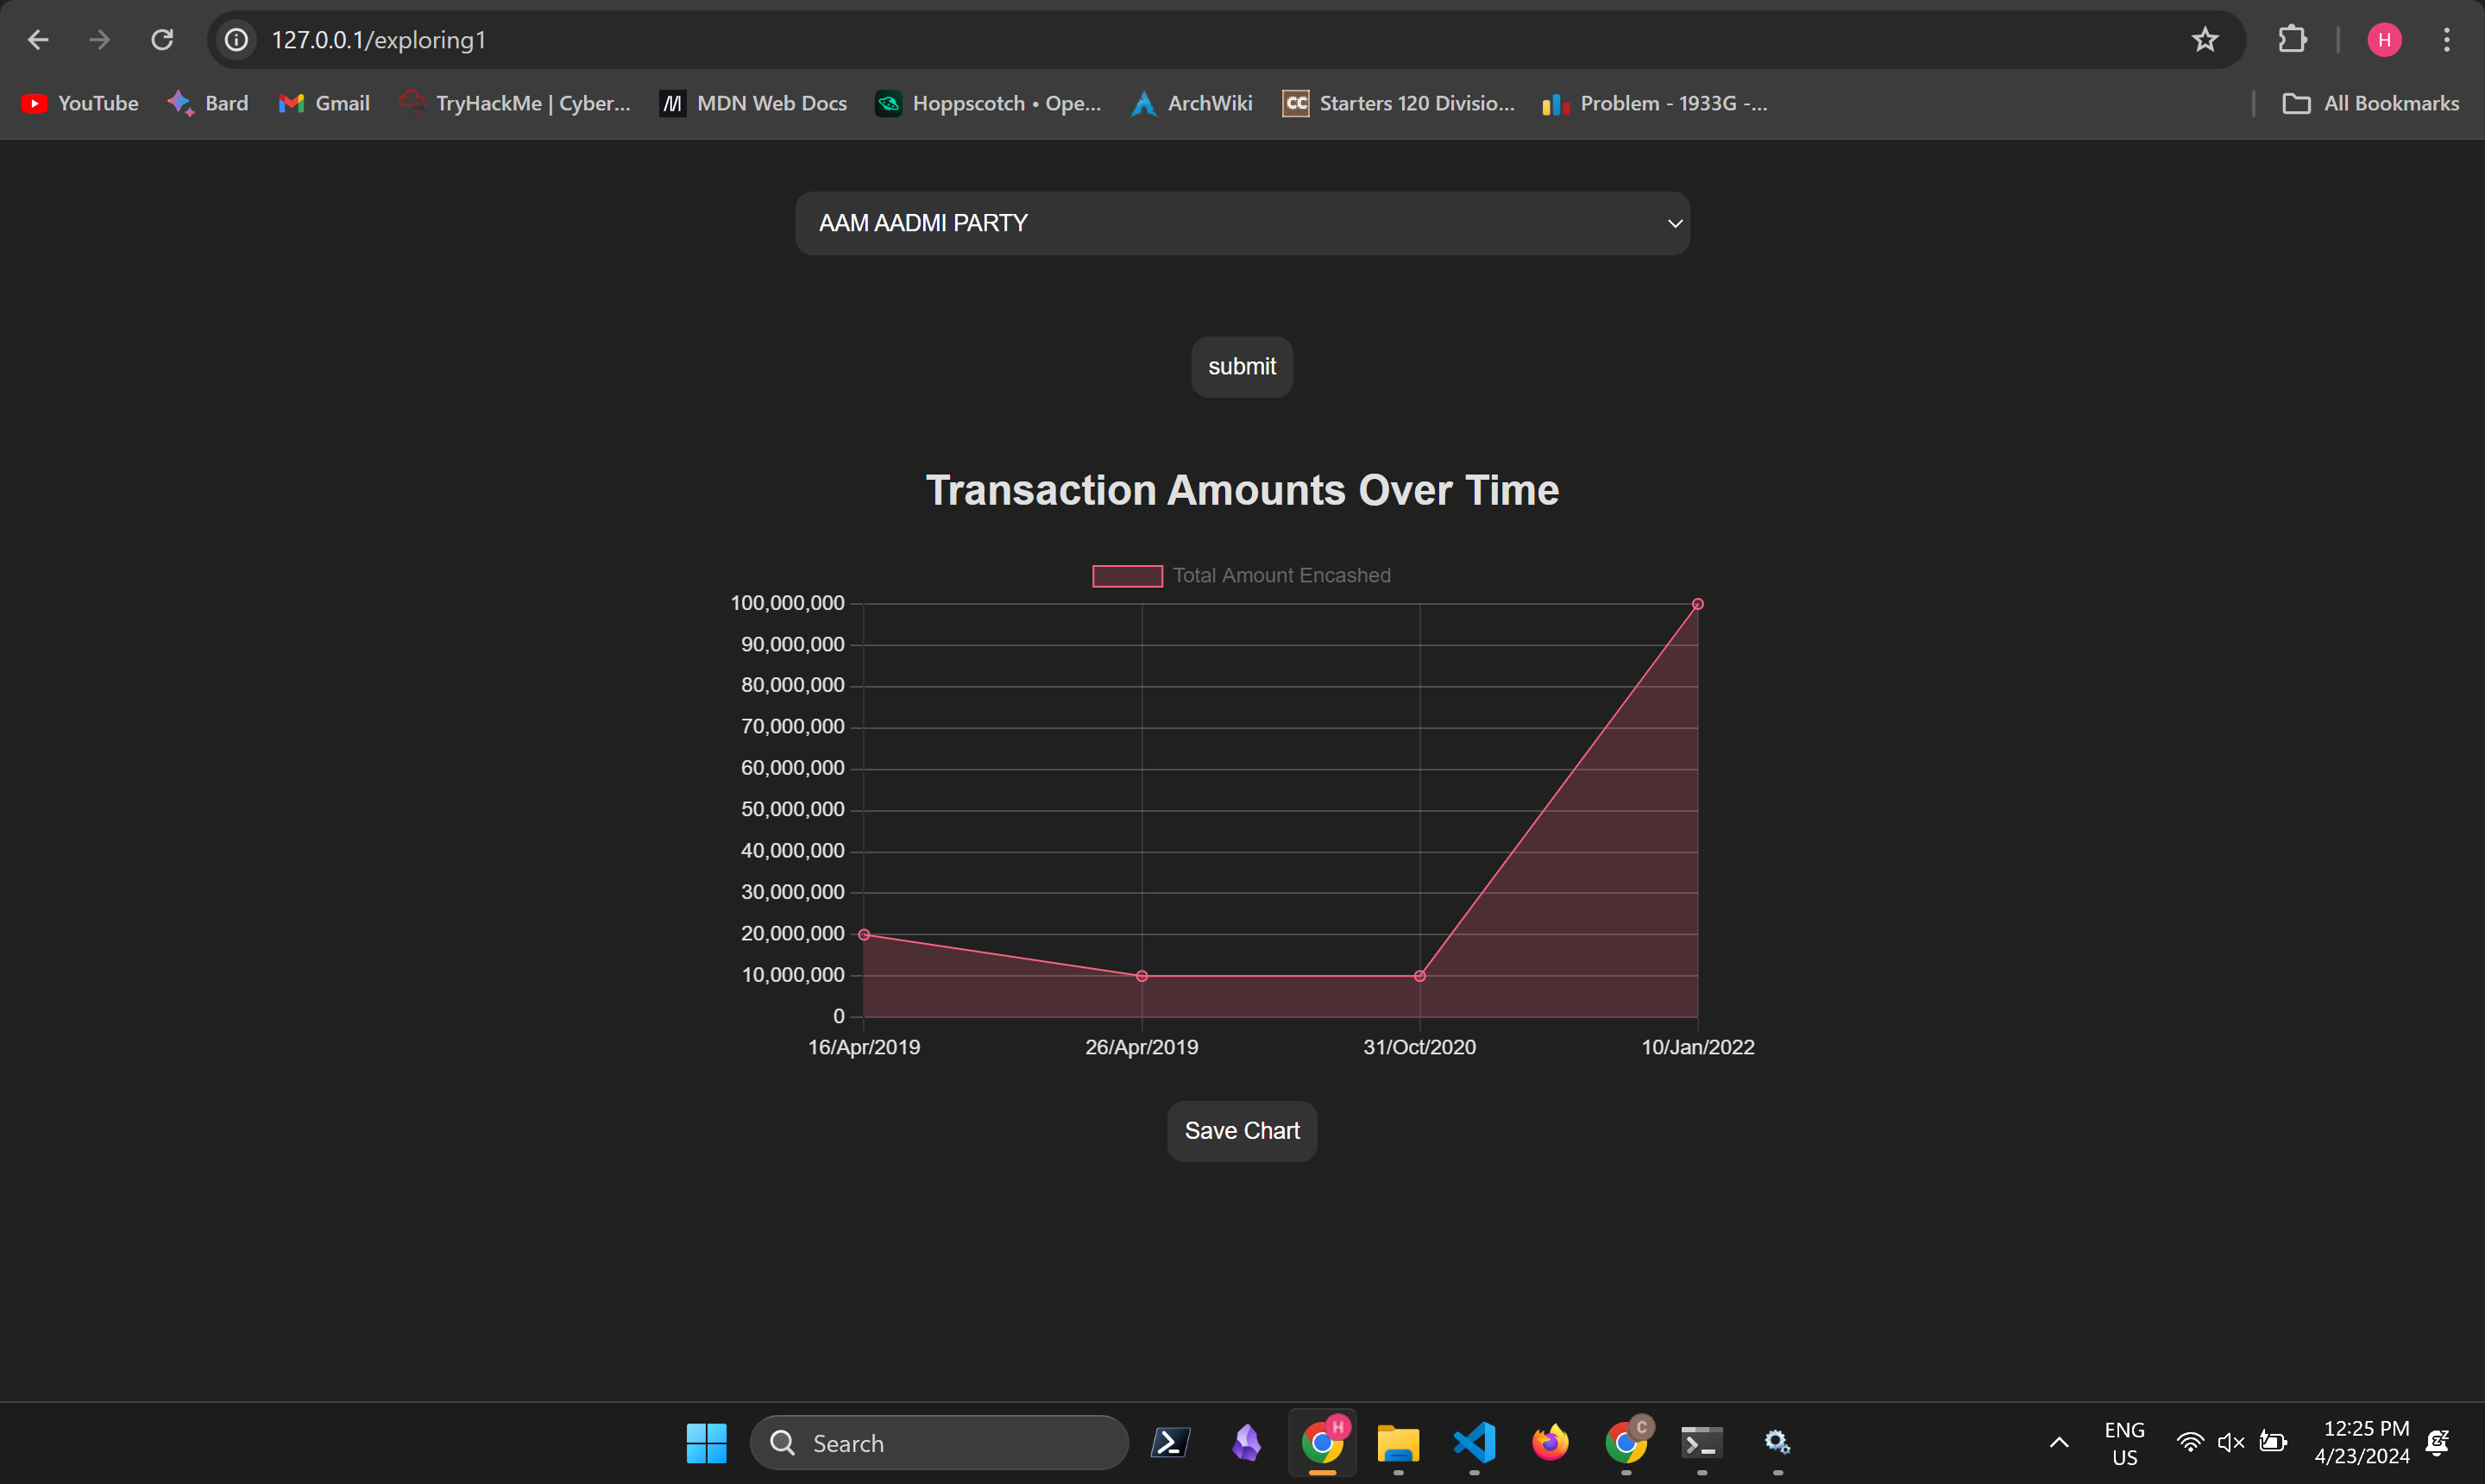 127.0.0.1/exploring1
H
YouTube
Bard
Gmail
TryHackMe | Cyber...
MDN Web Docs
Hoppscotch • Ope...
ArchWiki
CC
Starters 120 Divisio...
Problem - 1933G -...
All Bookmarks
AAM AADMI PARTY
submit
Transaction Amounts Over Time
Total Amount Encashed
100,000,000
90,000,000
80,000,000
70,000,000
60,000,000
50,000,000
40,000,000
30,000,000
20,000,000
10,000,000
0
16/Apr/2019
26/Apr/2019
31/Oct/2020
10/Jan/2022
Save Chart
Search
H
C
ENG
US
12:25 PM
4/23/2024